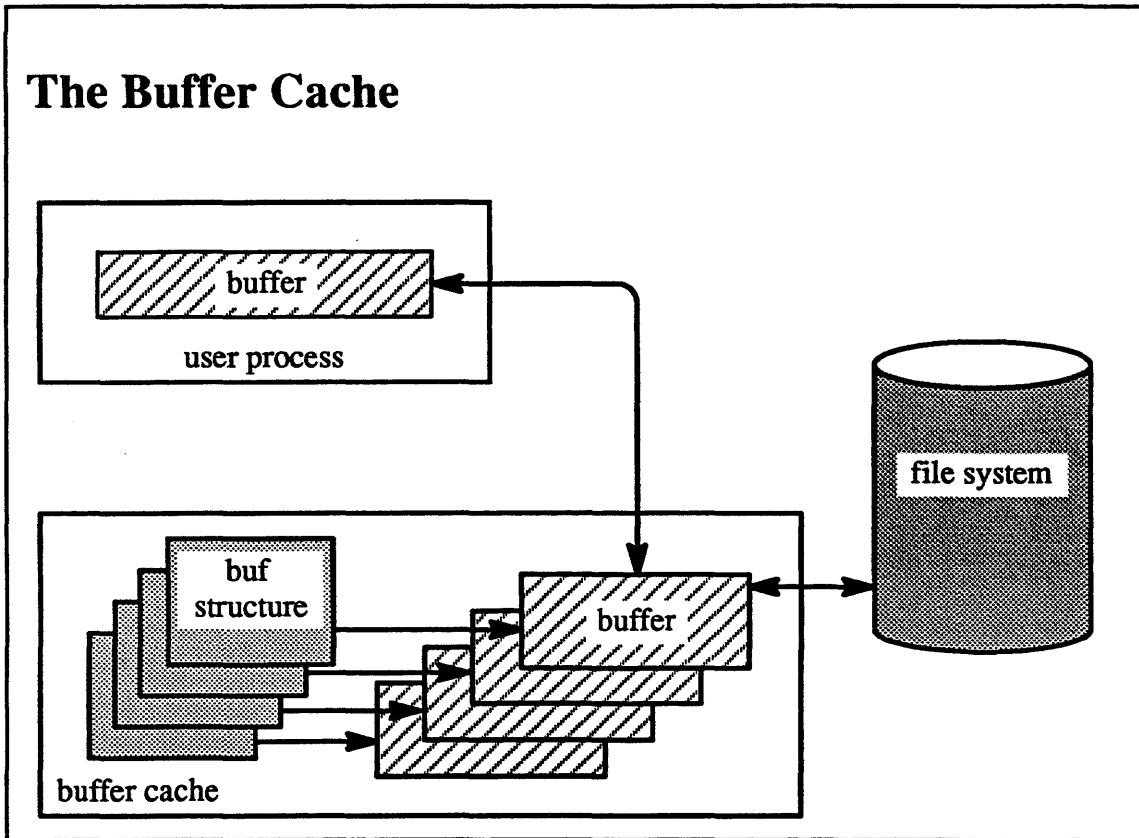 The Buffer Cache
buffer
user process
file system
buf
structure
buffer
buffer cache